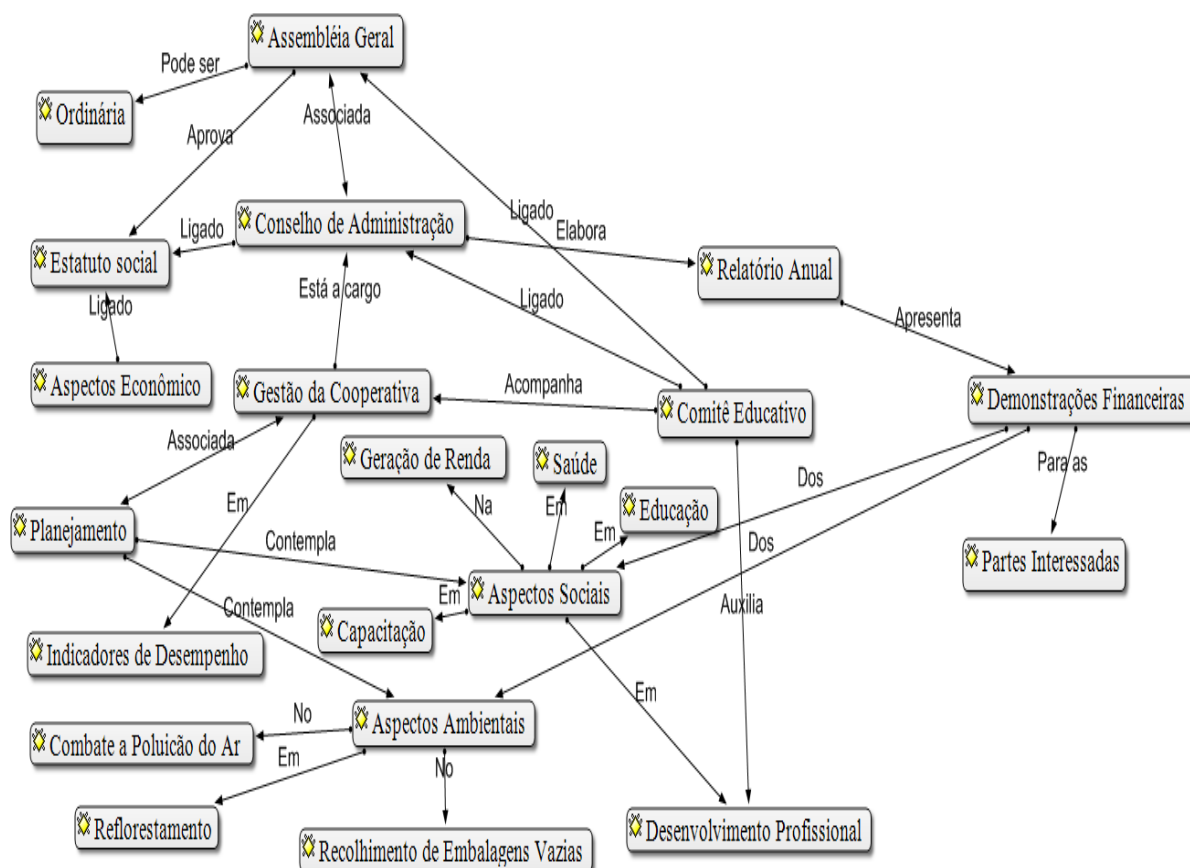 Assembléia Geral
Pode ser
Ordinária
Associada
Aprova
Conselho de Administração
Ligado
Ligado
Elabora
Estatuto social
Relatório Anual
Está a cargo
Ligado
Ligado
Apresenta
Aspectos Econômico
Gestão da Cooperativa
Acompanha
Comitê Educativo
Demonstrações Financeiras
Associada
Geração de Renda
Saúde
Para as
Dos
Em
Na
Em
Educação
Planejamento
Em
Contempla
Partes Interessadas
Dos
Aspectos Sociais
Em
Contempla
Auxilia
Capacitação
Indicadores de Desempenho
Em
No
Aspectos Ambientais
Combate a Poluicão do Ar
Em
No
Reflorestamento
Desenvolvimento Profissional
Recolhimento de Embalagens Vazias